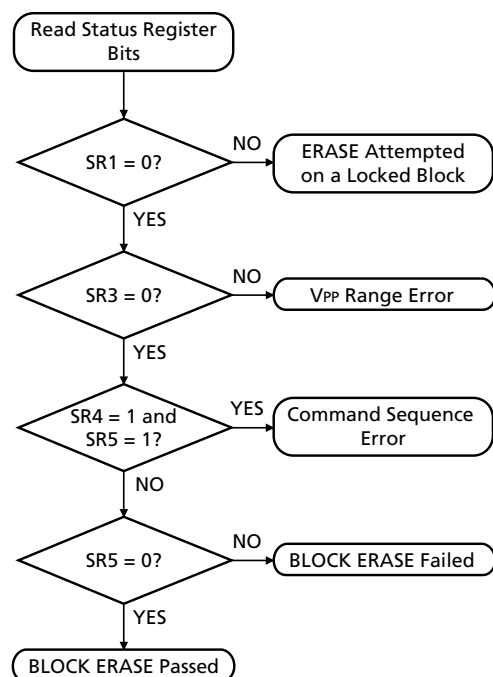 Read Status Register
Bits
SR1 = 0?
NO
ERASE Attempted
on a Locked Block
YES
SR3 = 0?
NO
VPP Range Error
YES
SR4 = 1 and
SR5 = 1?
YES
Command Sequence
Error
NO
SR5 = 0?
NO
BLOCK ERASE Failed
YES
BLOCK ERASE Passed